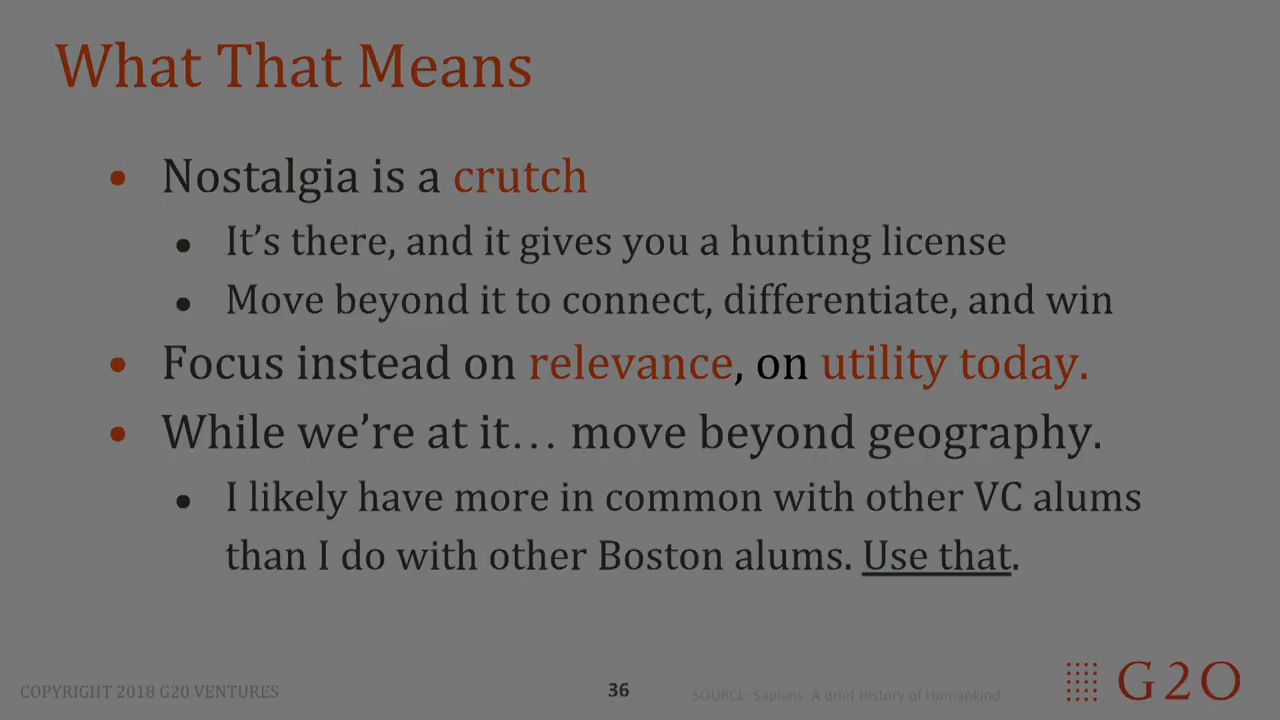 What That Means
• Nostalgia is a crutch
• It’s there, and it gives you a hunting license
• Move beyond it to connect, differentiate, and win
• Focus instead on relevance, on utility today.
• While we’re at it… move beyond geography.
• I likely have more in common with other VC alums
than I do with other Boston alums. Use that.
COPYRIGHT 2018 G20 VENTURES
36
SOURCE: Sapiens: A Brief History of Humankind
G2O